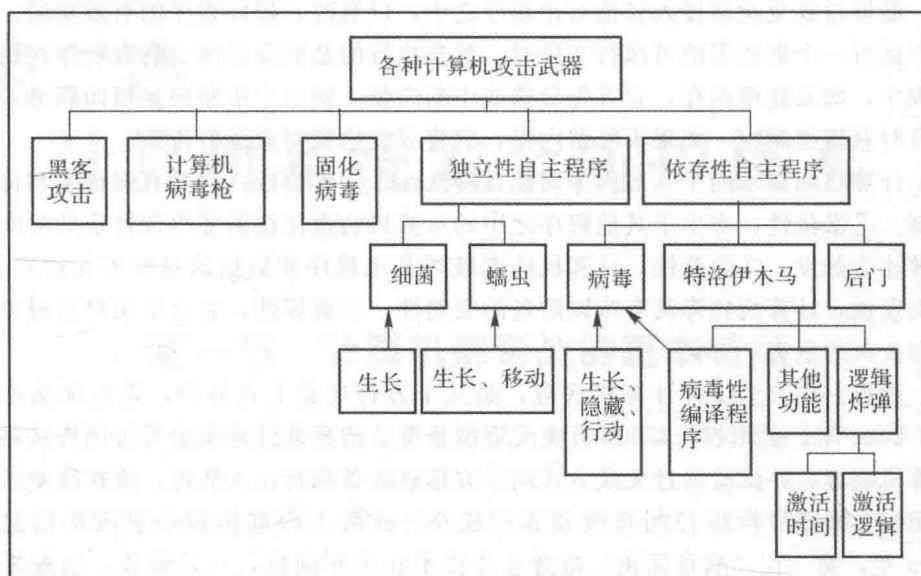 各种计算机攻击武器
黑客
攻击
计算机
病毒枪
固化
病毒
独立性自主程序
依存性自主程序
细菌
蠕虫
病毒
特洛伊木马
后门
生长
生长、移动
生长、
隐藏、
行动
病毒性
编译程
序
其他
功能
逻辑
炸弹
激活
时间
激活
逻辑